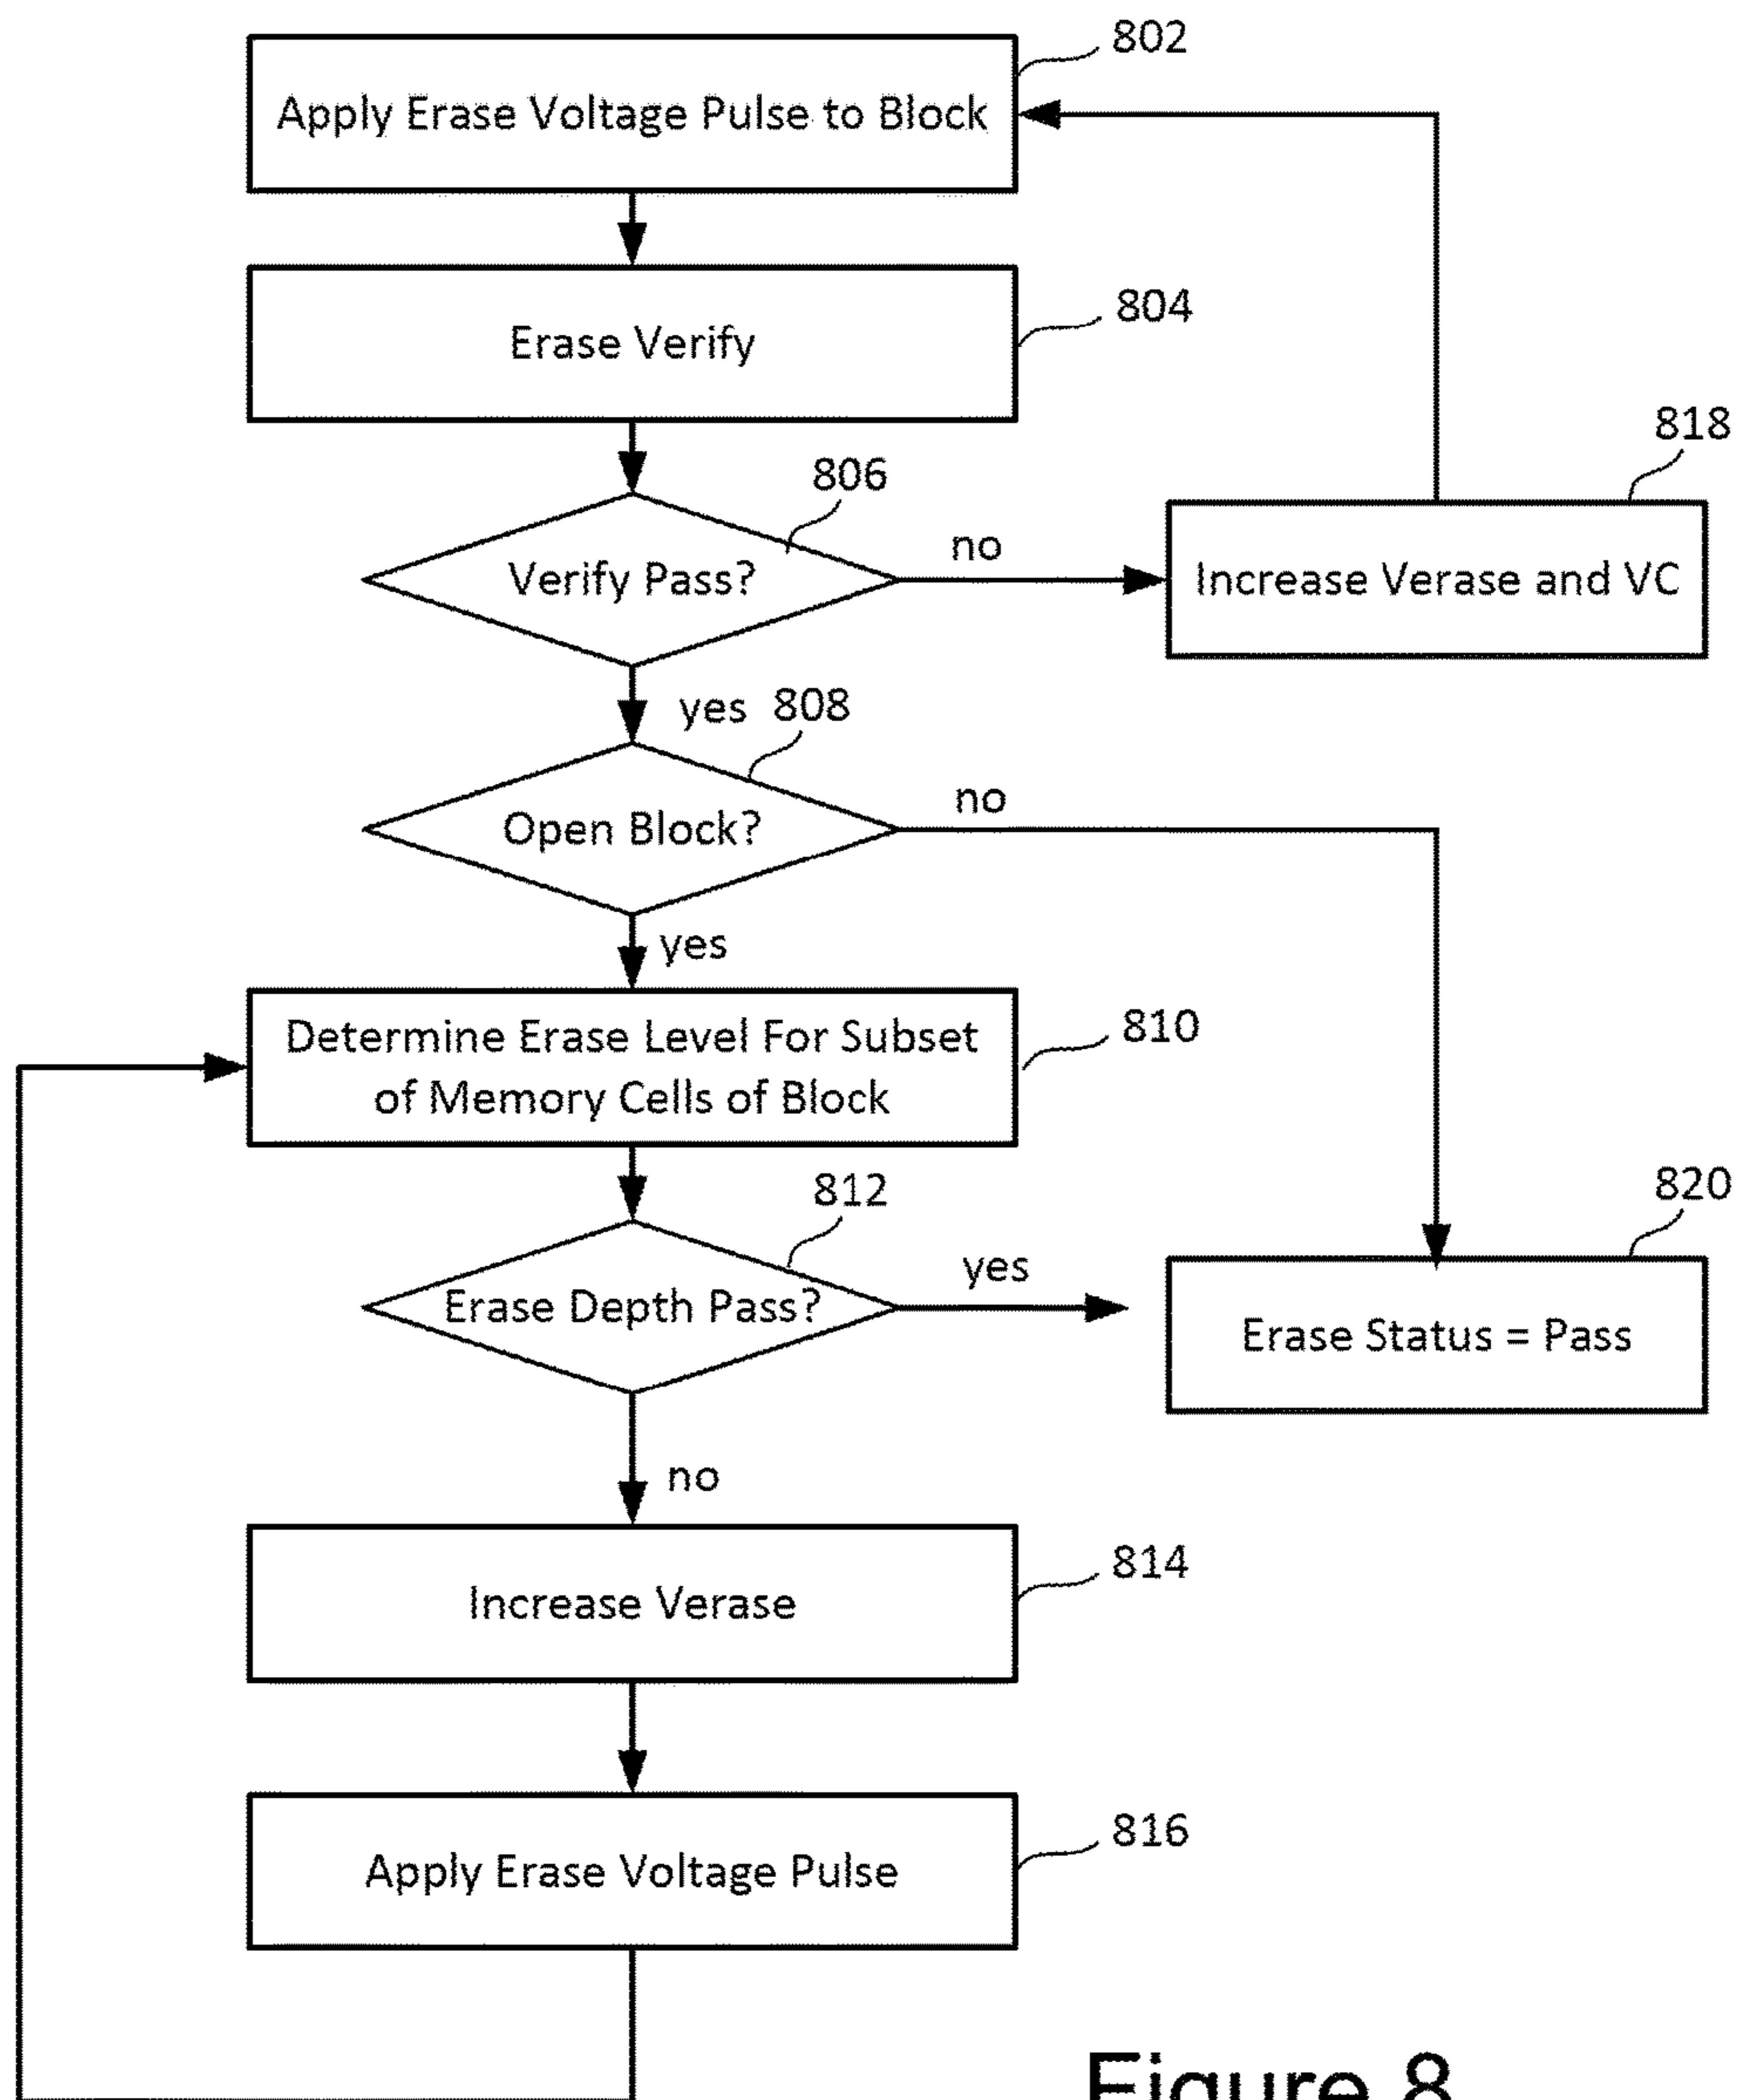 802
Apply Erase Voltage Pulse to Block
804
Erase Verify
818
806
no
Verify Pass?
Increase Verase and VC
yes
808
no
Open Block?
yes
810
Determine Erase Level For Subset
of Memory Cells of Block
812
820
yes
Erase Depth Pass?
Erase Status = Pass
no
814
Increase Verase
816
Apply Erase Voltage Pulse
Figure 8